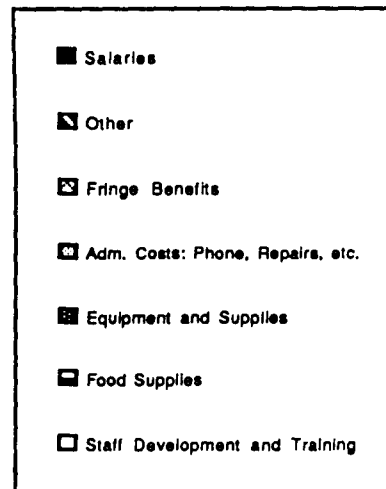 Salaries
Other
Fringe Benefits
Adm. Costs: Phone, Repairs, etc.
Equipment and Supplies
Food Supplies
Staff Development and Training